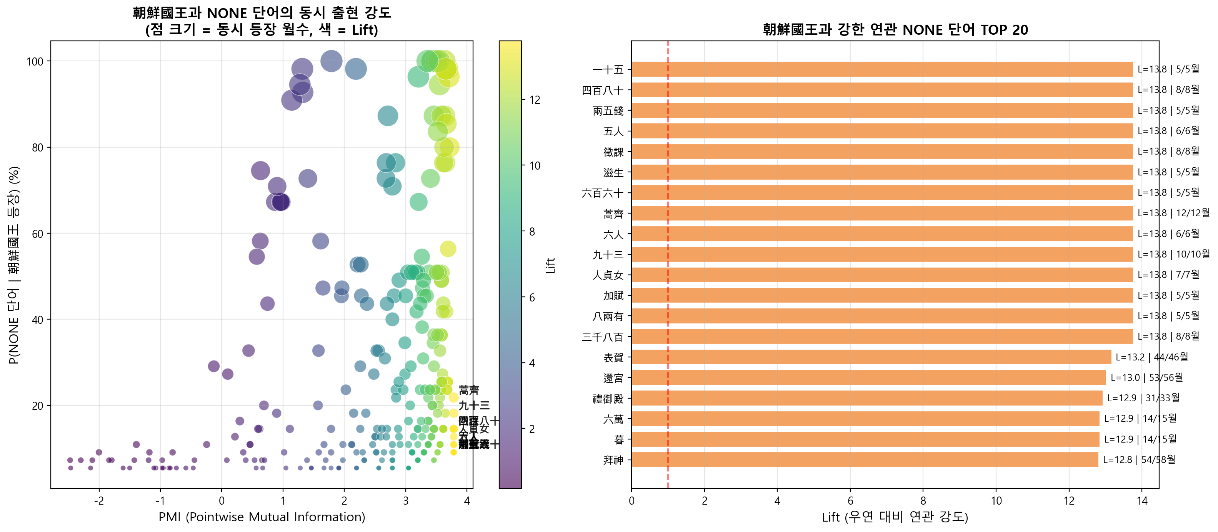 朝鮮國王과 NONE 단어의 동시 출현 강도
(점 크기 = 동시 등장 월수, 색 = Lift)
P(NONE 단어 | 朝鮮國王 등장) (%)
100
80
60
40
20
-2
-1
0
1
2
3
4
PMI (Pointwise Mutual Information)
蒿齊
九十三
人貞女
12
10
8
6
4
2
Lift
朝鮮國王과 강한 연관 NONE 단어 TOP 20
一十五 L=13.8 | 5/5월
四百八十 L=13.8 | 8/8월
兩五錢 L=13.8 | 5/5월
五人 L=13.8 | 6/6월
徵課 L=13.8 | 8/8월
滋生 L=13.8 | 5/5월
六百六十 L=13.8 | 5/5월
蒿齊 L=13.8 | 12/12월
六人 L=13.8 | 6/6월
九十三 L=13.8 | 10/10월
人貞女 L=13.8 | 7/7월
加賦 L=13.8 | 5/5월
八兩有 L=13.8 | 5/5월
三千八百 L=13.8 | 8/8월
表賀 L=13.2 | 44/46월
L=13.0 | 53/56월
禮御殿 L=12.9 | 31/33월
六萬 L=12.9 | 14/15월
暮 L=12.9 | 14/15월
拜神 L=12.8 | 54/58월
0
2
4
6
8
10
12
14
Lift (우연 대비 연관 강도)